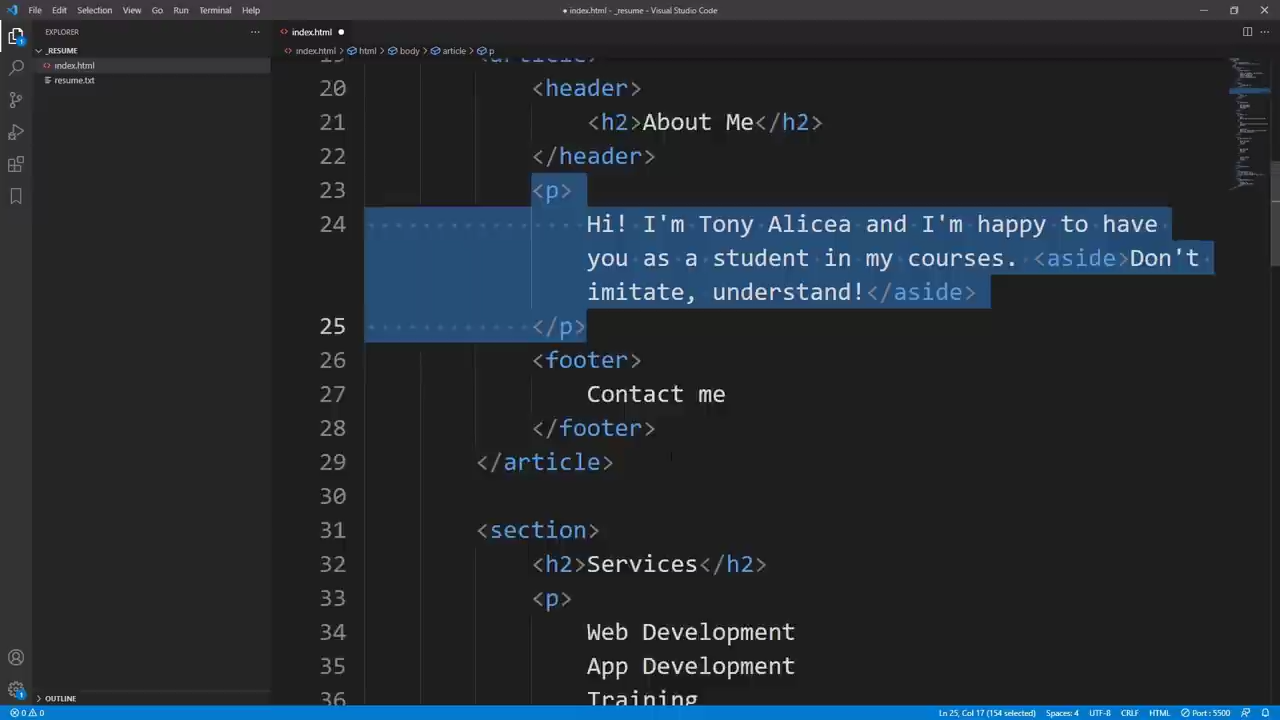 File Edit Selection View Go Run Terminal Help
● index.html - _resume - Visual Studio Code
EXPLORER
_RESUME
index.html
resume.txt
OUTLINE
index.html ●
index.html > html > body > article > p
19 <article>
20 <header>
21 <h2>About Me</h2>
22 </header>
23 <p>
24 Hi! I'm Tony Alicea and I'm happy to have
you as a student in my courses. <aside>Don't
imitate, understand!</aside>
25 </p>
26 <footer>
27 Contact me
28 </footer>
29 </article>
30
31 <section>
32 <h2>Services</h2>
33 <p>
34 Web Development
35 App Development
36 Training
0 0 Ln 25, Col 17 (154 selected) Spaces: 4 UTF-8 CRLF HTML Port : 5500